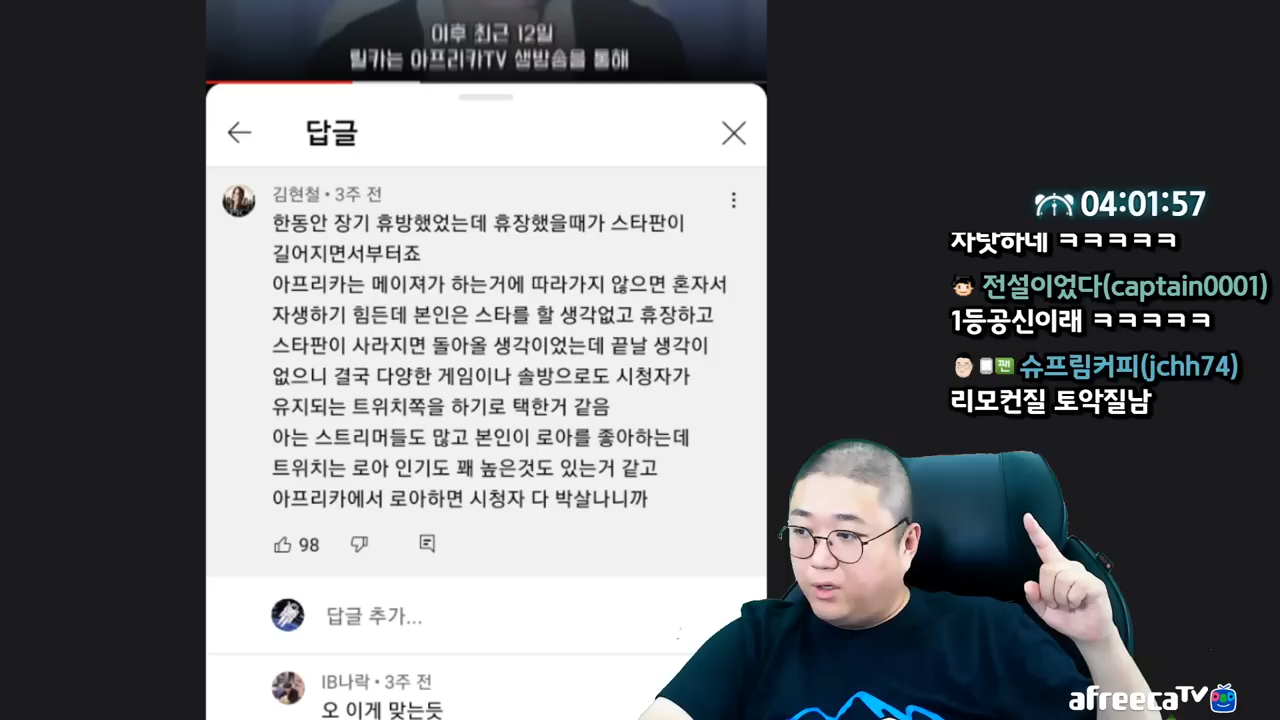 이후 최근 12일
릴카는 아프리카TV 생방송을 통해
답글
김현철 • 3주 전
한동안 장기 휴방했었는데 휴장했을때가 스타판이
길어지면서부터죠
아프리카는 메이져가 하는거에 따라가지 않으면 혼자서
자생하기 힘든데 본인은 스타를 할 생각없고 휴장하고
스타판이 사라지면 돌아올 생각이었는데 끝날 생각이
없으니 결국 다양한 게임이나 솔방으로도 시청자가
유지되는 트위치쪽을 하기로 택한거 같음
아는 스트리머들도 많고 본인이 로아를 좋아하는데
트위치는 로아 인기도 꽤 높은것도 있는거 같고
아프리카에서 로아하면 시청자 다 박살나니까
98
답글 추가...
IB나락 • 3주 전
오 이게 맞는듯
04:01:57
자탓하네 ㅋㅋㅋㅋㅋ
전설이었다(captain0001)
1등공신이래 ㅋㅋㅋㅋㅋ
슈프림커피(jchh74)
리모컨질 토악질남
afreecaTV